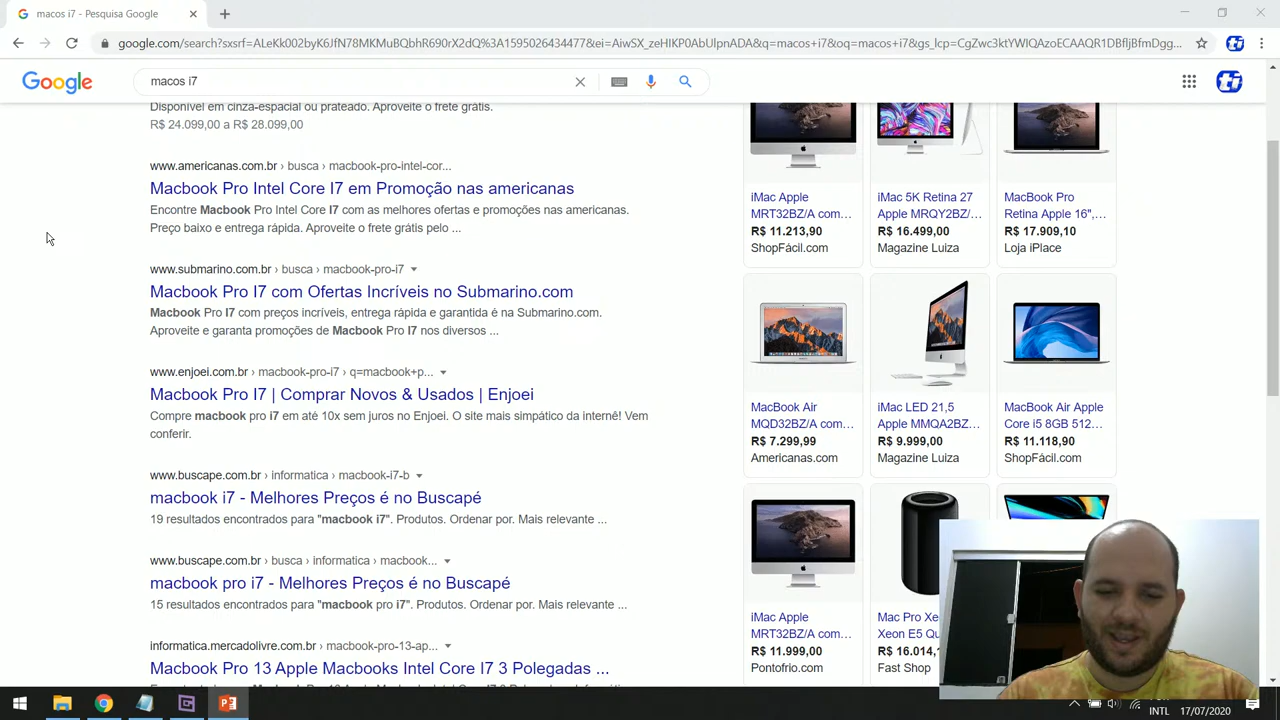 macos i7 - Pesquisa Google
google.com/search?sxsrf=ALeKk002byK6JfN78MKMuBQbhR690rX2dQ%3A1595026434477&ei=AiwSX_zeHIKP0AbUlpnADA&q=macos+i7&oq=macos+i7&gs_lcp=CgZwc3ktYWIQAzoECAAQR1DBfljBfmDgg...
Google
macos i7
Disponível em cinza-espacial ou prateado. Aproveite o frete grátis.
R$ 24.099,00 a R$ 28.099,00
www.americanas.com.br › busca › macbook-pro-intel-cor...
Macbook Pro Intel Core I7 em Promoção nas americanas
Encontre Macbook Pro Intel Core I7 com as melhores ofertas e promoções nas americanas.
Preço baixo e entrega rápida. Aproveite o frete grátis pelo ...
www.submarino.com.br › busca › macbook-pro-i7
Macbook Pro I7 com Ofertas Incríveis no Submarino.com
Macbook Pro I7 com preços incríveis, entrega rápida e garantida é na Submarino.com.
Aproveite e garanta promoções de Macbook Pro I7 nos diversos ...
www.enjoei.com.br › macbook-pro-i7 › q=macbook+p...
Macbook Pro I7 | Comprar Novos & Usados | Enjoei
Compre macbook pro i7 em até 10x sem juros no Enjoei. O site mais simpático da internê! Vem
conferir.
www.buscape.com.br › informatica › macbook-i7-b
macbook i7 - Melhores Preços é no Buscapé
19 resultados encontrados para "macbook i7". Produtos. Ordenar por. Mais relevante ...
www.buscape.com.br › busca › informatica › macbook...
macbook pro i7 - Melhores Preços é no Buscapé
15 resultados encontrados para "macbook pro i7". Produtos. Ordenar por. Mais relevante ...
informatica.mercadolivre.com.br › macbook-pro-13-ap...
Macbook Pro 13 Apple Macbooks Intel Core I7 3 Polegadas ...
iMac Apple
MRT32BZ/A com...
R$ 11.213,90
ShopFácil.com
iMac 5K Retina 27
Apple MRQY2BZ/...
R$ 16.499,00
Magazine Luiza
MacBook Pro
Retina Apple 16",...
R$ 17.909,10
Loja iPlace
MacBook Air
MQD32BZ/A com...
R$ 7.299,99
Americanas.com
iMac LED 21,5
Apple MMQA2BZ...
R$ 9.999,00
Magazine Luiza
MacBook Air Apple
Core i5 8GB 512...
R$ 11.118,90
ShopFácil.com
iMac Apple
MRT32BZ/A com...
R$ 11.999,00
Pontofrio.com
Mac Pro Xe
Xeon E5 Qu
R$ 16.014,
Fast Shop
INTL
17/07/2020